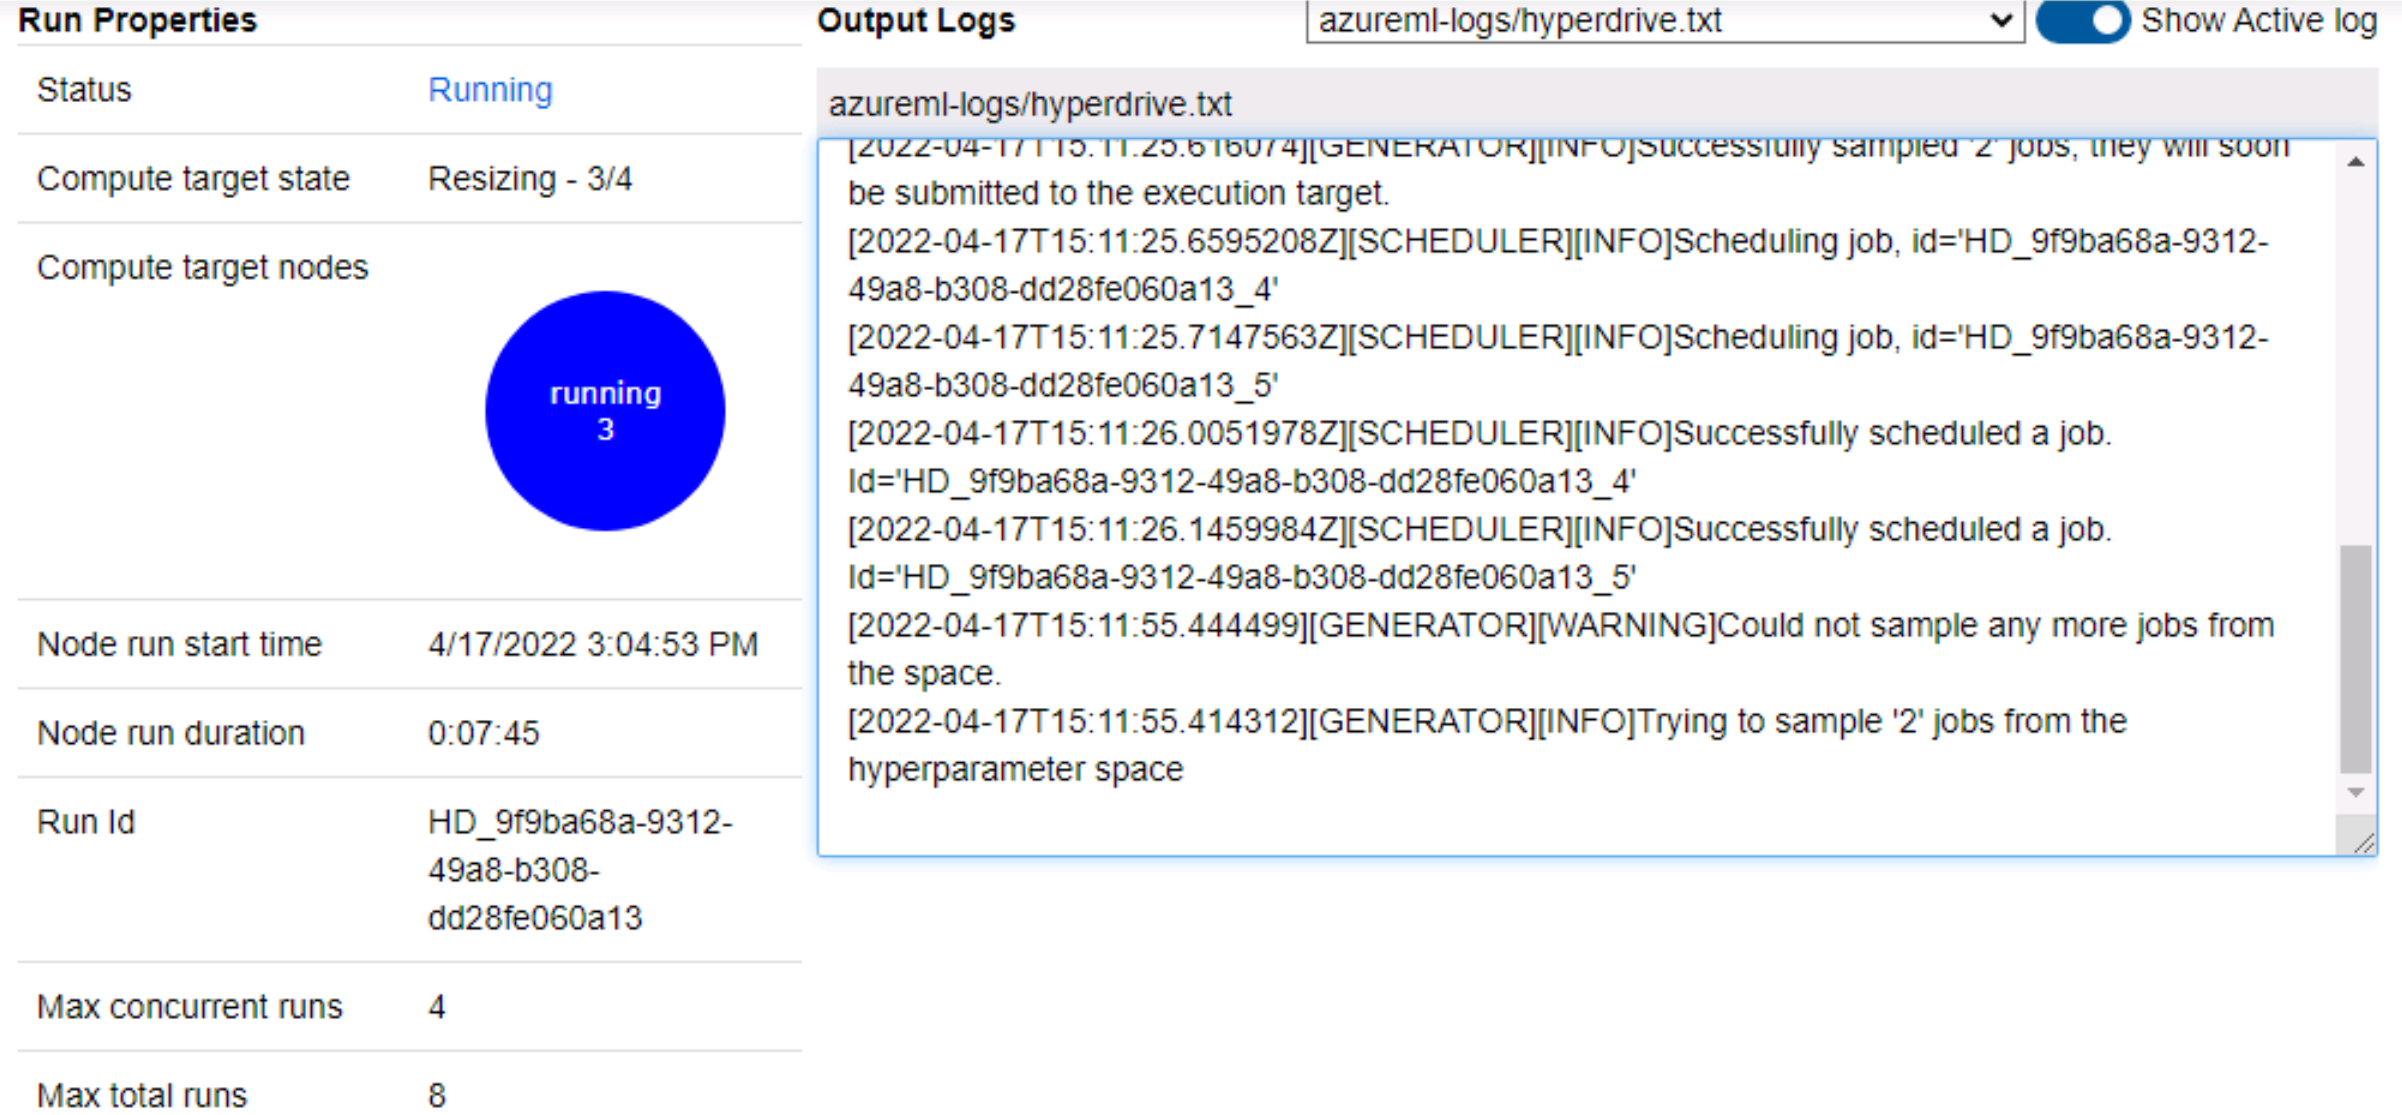 Run Properties
Status Running
Compute target state Resizing - 3/4
Compute target nodes
running
3
Node run start time 4/17/2022 3:04:53 PM
Node run duration 0:07:45
Run Id HD_9f9ba68a-9312-
49a8-b308-
dd28fe060a13
Max concurrent runs 4
Max total runs 8
Output Logs azureml-logs/hyperdrive.txt Show Active log
azureml-logs/hyperdrive.txt
[2022-04-17T15:11:25.616074][GENERATOR][INFO]Successfully sampled '2' jobs, they will soon
be submitted to the execution target.
[2022-04-17T15:11:25.6595208Z][SCHEDULER][INFO]Scheduling job, id='HD_9f9ba68a-9312-
49a8-b308-dd28fe060a13_4'
[2022-04-17T15:11:25.7147563Z][SCHEDULER][INFO]Scheduling job, id='HD_9f9ba68a-9312-
49a8-b308-dd28fe060a13_5'
[2022-04-17T15:11:26.0051978Z][SCHEDULER][INFO]Successfully scheduled a job.
Id='HD_9f9ba68a-9312-49a8-b308-dd28fe060a13_4'
[2022-04-17T15:11:26.1459984Z][SCHEDULER][INFO]Successfully scheduled a job.
Id='HD_9f9ba68a-9312-49a8-b308-dd28fe060a13_5'
[2022-04-17T15:11:55.444499][GENERATOR][WARNING]Could not sample any more jobs from
the space.
[2022-04-17T15:11:55.414312][GENERATOR][INFO]Trying to sample '2' jobs from the
hyperparameter space